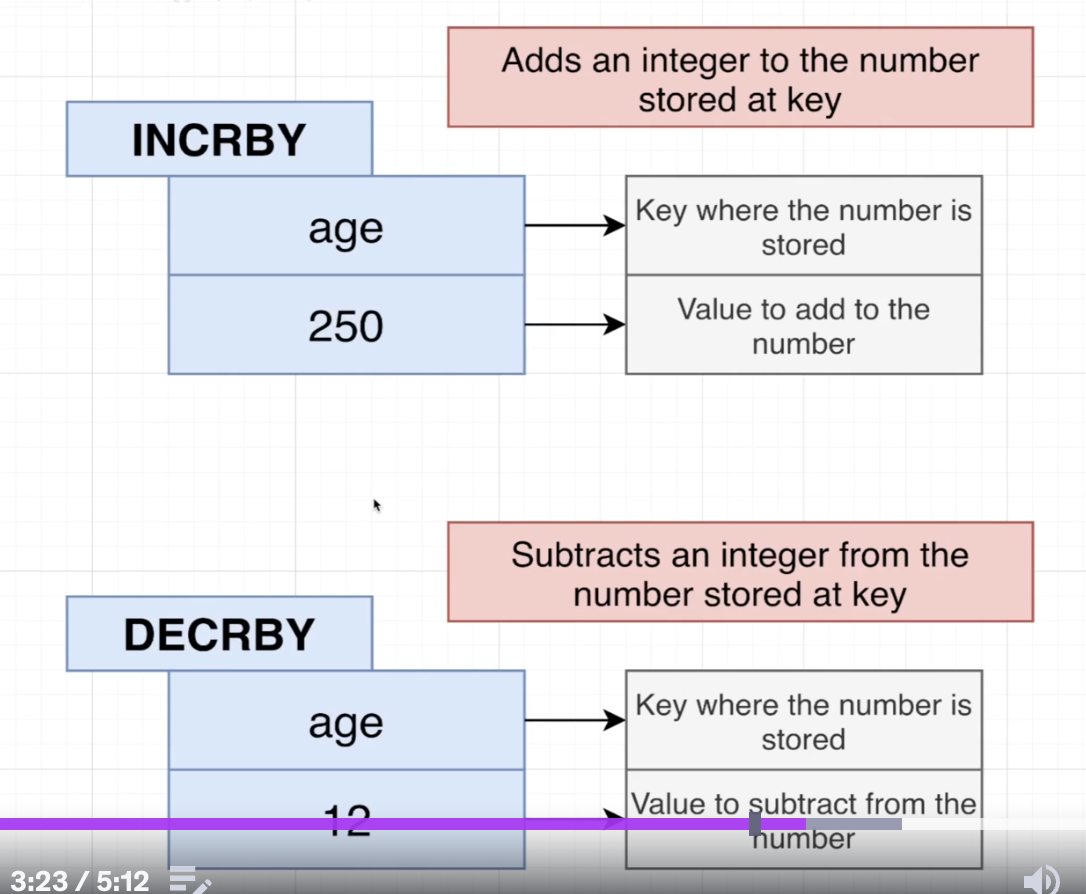 Adds an integer to the number
stored at key
INCRBY
age
Key where the number is
stored
250
Value to add to the
number
Subtracts an integer from the
number stored at key
DECRBY
age
Key where the number is
stored
12
Value to subtract from the
number
3:23 / 5:12